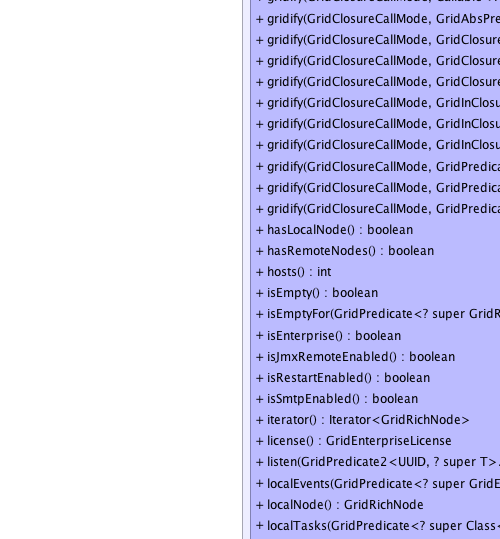 + gridify(GridClosureCallMode, GridAbsPre
+ gridify(GridClosureCallMode, GridClosure
+ gridify(GridClosureCallMode, GridClosure
+ gridify(GridClosureCallMode, GridClosure
+ gridify(GridClosureCallMode, GridInClosu
+ gridify(GridClosureCallMode, GridInClosu
+ gridify(GridClosureCallMode, GridInClosu
+ gridify(GridClosureCallMode, GridPredica
+ gridify(GridClosureCallMode, GridPredica
+ gridify(GridClosureCallMode, GridPredica
+ hasLocalNode() : boolean
+ hasRemoteNodes() : boolean
+ hosts() : int
+ isEmpty() : boolean
+ isEmptyFor(GridPredicate<? super GridR
+ isEnterprise() : boolean
+ isJmxRemoteEnabled() : boolean
+ isRestartEnabled() : boolean
+ isSmtpEnabled() : boolean
+ iterator() : Iterator<GridRichNode>
+ license() : GridEnterpriseLicense
+ listen(GridPredicate2<UUID, ? super T>.
+ localEvents(GridPredicate<? super GridE
+ localNode() : GridRichNode
+ localTasks(GridPredicate<? super Class<